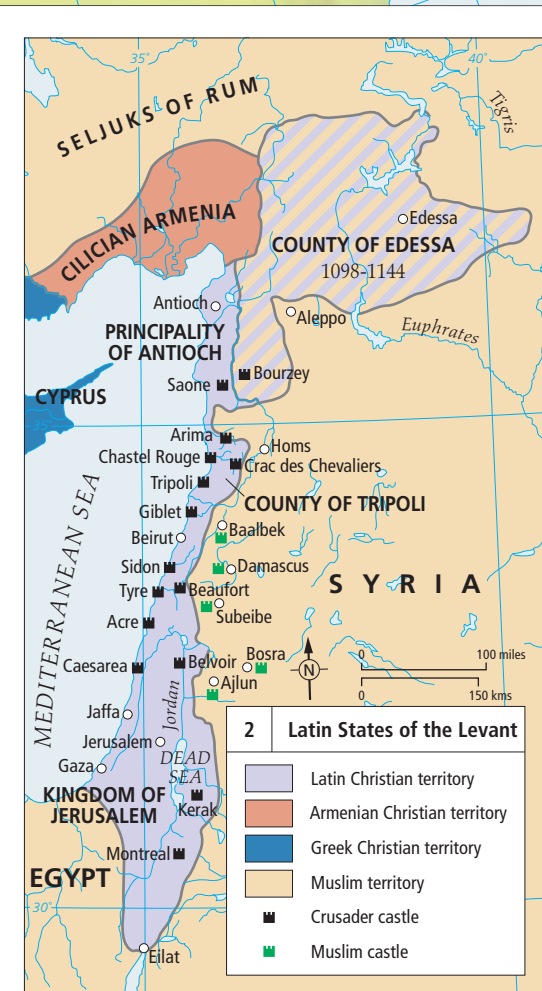 35°
40°
SELJUKS OF RUM
Tigris
CILICIAN ARMENIA
Edessa
COUNTY OF EDESSA
1098-1144
Antioch
Aleppo
Euphrates
PRINCIPALITY
OF ANTIOCH
Bourzey
Saone
CYPRUS
35°
Arima
Homs
Chastel Rouge
Crac des Chevaliers
Tripoli
COUNTY OF TRIPOLI
Giblet
Baalbek
Beirut
MEDITERRANEAN SEA
Sidon
Damascus
SYRIA
Tyre
Beaufort
Subeibe
Acre
Bosra
Belvoir
Caesarea
N
0
100 miles
0
150 kms
Ajlun
Jordan
Jaffa
Jerusalem
DEAD
SEA
Gaza
KINGDOM OF
JERUSALEM
Kerak
Montreal
EGYPT
30°
Eilat
2 Latin States of the Levant
Latin Christian territory
Armenian Christian territory
Greek Christian territory
Muslim territory
Crusader castle
Muslim castle